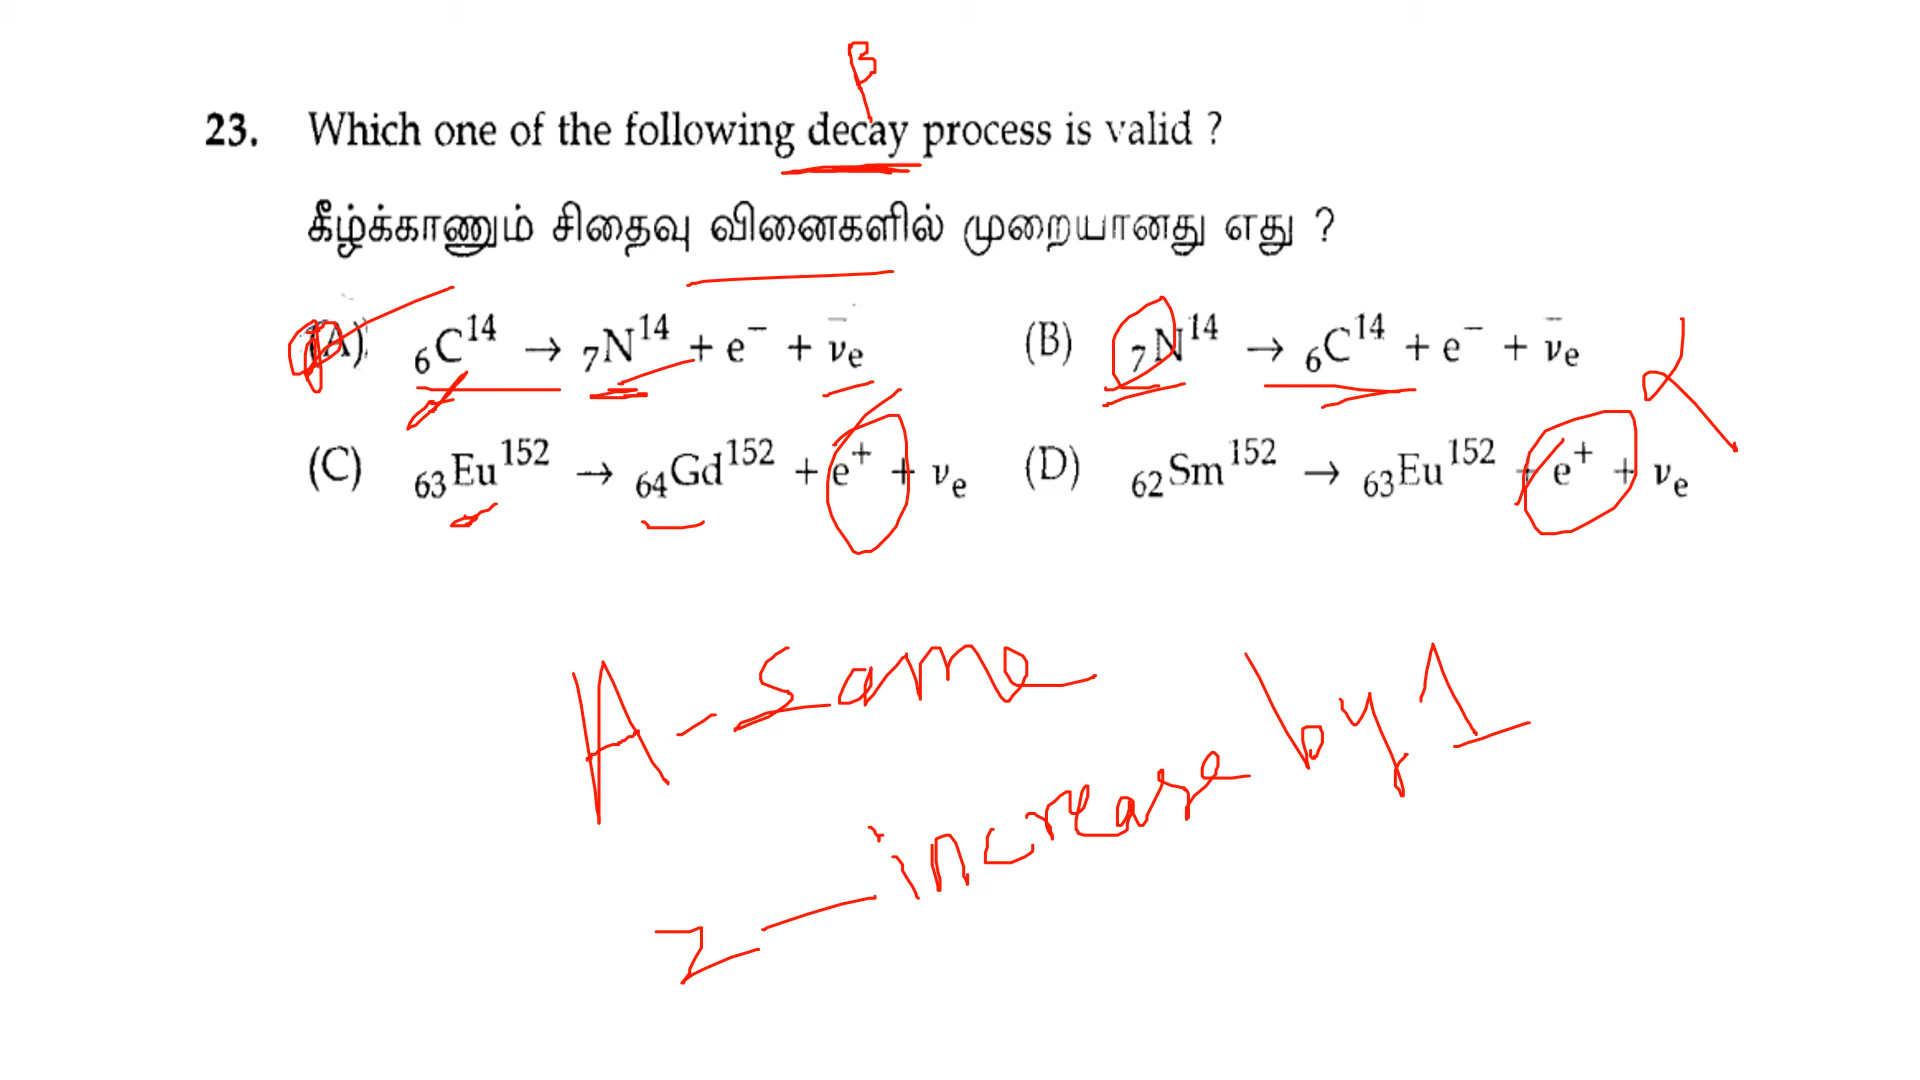 β
23. Which one of the following decay process is valid ?
கீழ்க்காணும் சிதைவு வினைகளில் முறையானது எது ?
(A) ₆C¹⁴ → ₇N¹⁴ + e⁻ + ν̅ₑ (B) ₇N¹⁴ → ₆C¹⁴ + e⁻ + ν̅ₑ
(C) ₆₃Eu¹⁵² → ₆₄Gd¹⁵² + e⁺ + νₑ (D) ₆₂Sm¹⁵² → ₆₃Eu¹⁵² + e⁺ + νₑ
A - same
Z - increase by 1